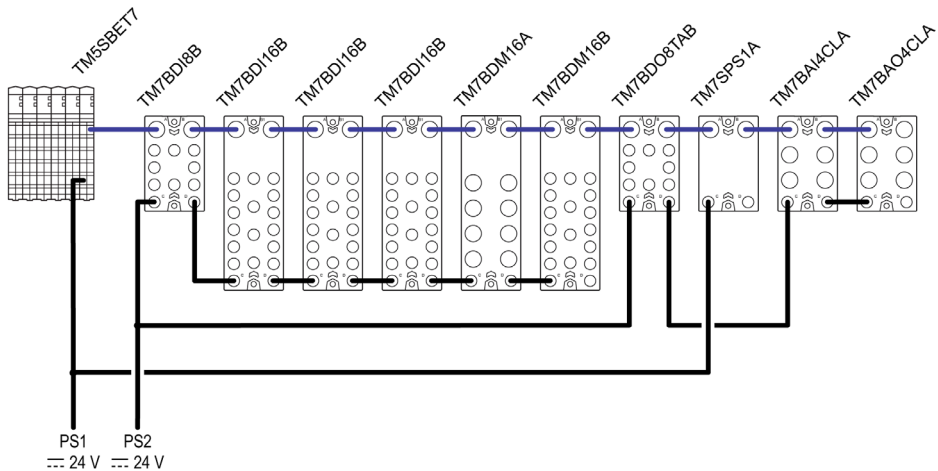 TM5SBET7
TM7BDI8B
TM7BDI16B
TM7BDI16B
TM7BDI16B
TM7BDM16A
TM7BDM16B
TM7BDO8TAB
TM7SPS1A
TM7BAI4CLA
TM7BAO4CLA
PS1
24 V
PS2
24 V